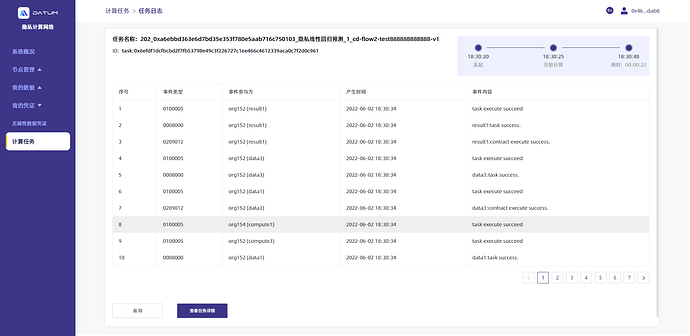 DATUM
隐私计算网络
系统概况
节点管理
我的数据
我的凭证
无属性数据凭证
计算任务
计算任务 > 任务日志
0x46...dab8
任务名称: 202_0xa6ebbd363e6d7bd35e353f780e5aab716c750103_隐私线性回归预测_1_cd-flow2-test888888888888-v1
ID: task:0x6efdf1dcfbcbd2f7fb53798e49c3f226727c1ee466c4612339aca0c7f2d0c961
18:30:20 18:30:25 18:30:48
发起 开始计算 用时: 00:00:22
序号 事件类型 事件参与方 产生时间 事件内容
1 0100005 org152 (result1) 2022-06-02 18:30:34 task execute succeed
2 0008000 org152 (result1) 2022-06-02 18:30:34 result1:task success.
3 0209012 org152 (result1) 2022-06-02 18:30:34 result1:contract execute success.
4 0100005 org152 (data3) 2022-06-02 18:30:34 task execute succeed
5 0008000 org152 (data3) 2022-06-02 18:30:34 data3:task success.
6 0100005 org152 (data1) 2022-06-02 18:30:34 task execute succeed
7 0209012 org152 (data3) 2022-06-02 18:30:34 data3:contract execute success.
8 0100005 org154 (compute1) 2022-06-02 18:30:34 task execute succeed
9 0100005 org152 (compute3) 2022-06-02 18:30:34 task execute succeed
10 0008000 org152 (data1) 2022-06-02 18:30:34 data1:task success.
< 1 2 3 4 5 6 7 >
返回 查看任务详情